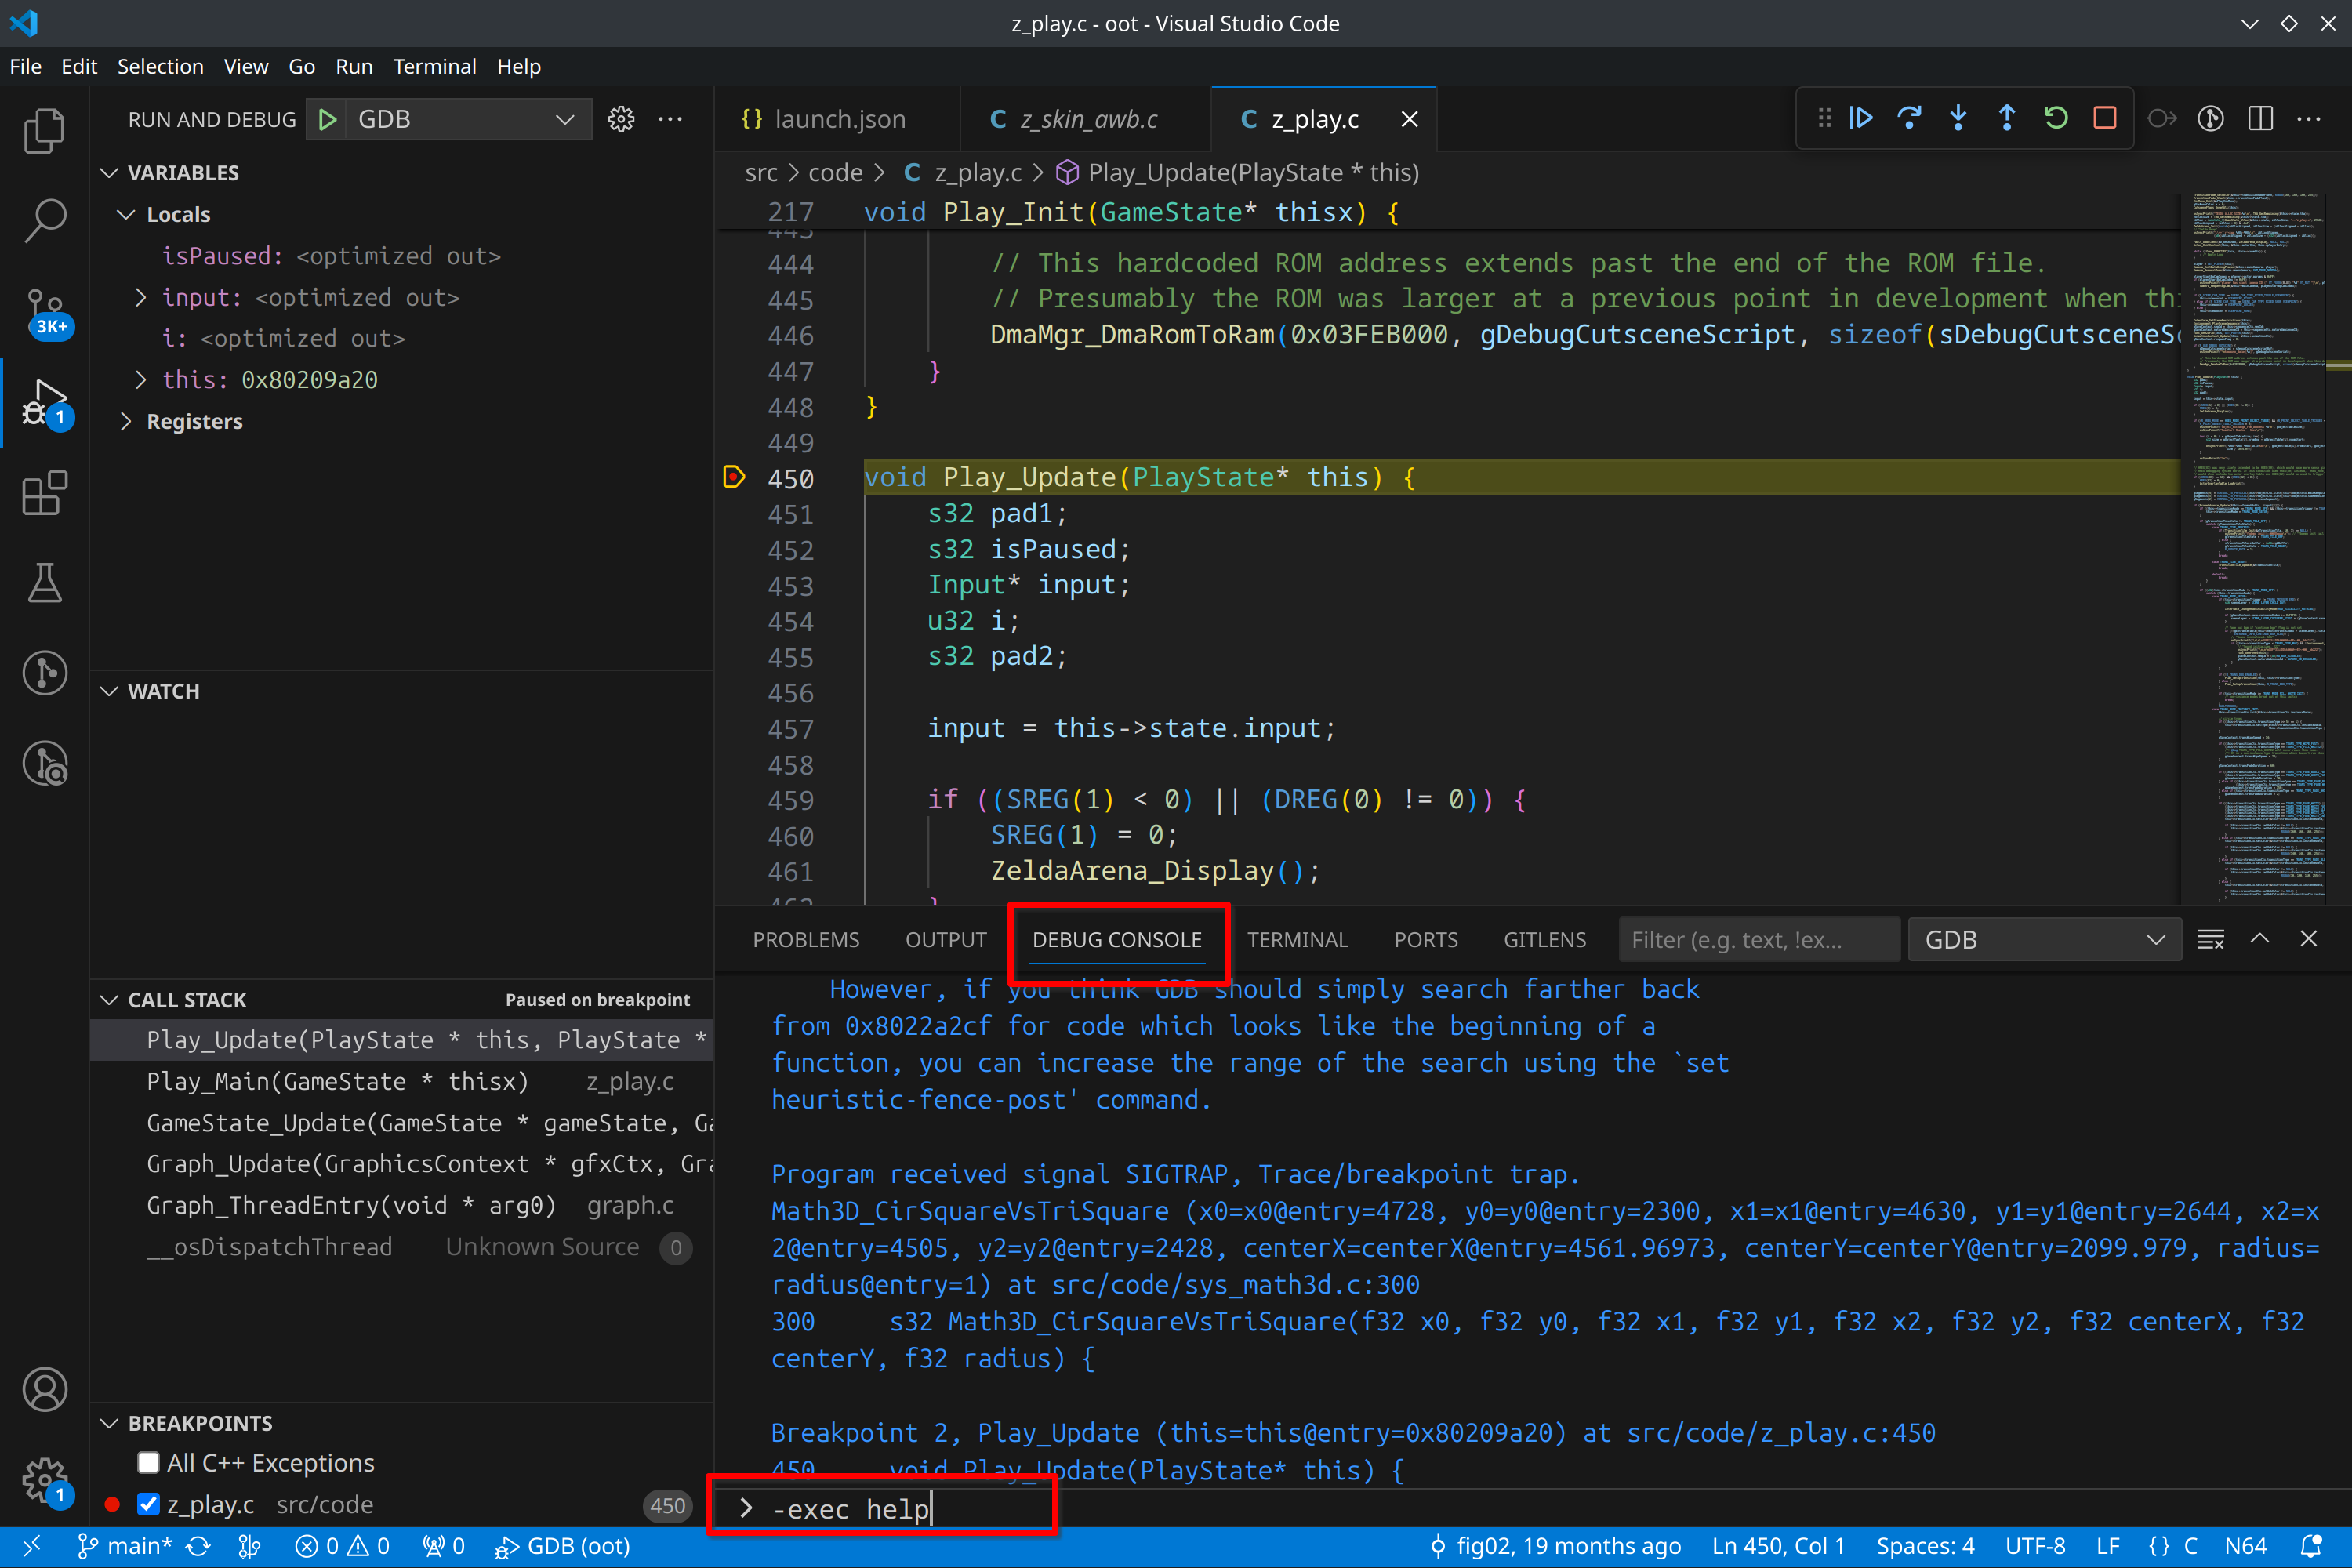 z_play.c - oot - Visual Studio Code
File Edit Selection View Go Run Terminal Help
RUN AND DEBUG GDB
VARIABLES
Locals
isPaused: <optimized out>
input: <optimized out>
i: <optimized out>
this: 0x80209a20
Registers
WATCH
CALL STACK Paused on breakpoint
Play_Update(PlayState * this, PlayState *
Play_Main(GameState * thisx) z_play.c
GameState_Update(GameState * gameState, Ga
Graph_Update(GraphicsContext * gfxCtx, Gra
Graph_ThreadEntry(void * arg0) graph.c
__osDispatchThread Unknown Source 0
BREAKPOINTS
All C++ Exceptions
z_play.c src/code 450
3K+
1
1
{} launch.json C z_skin_awb.c C z_play.c
src > code > C z_play.c > Play_Update(PlayState * this)
217 void Play_Init(GameState* thisx) {
443
444 // This hardcoded ROM address extends past the end of the ROM file.
445 // Presumably the ROM was larger at a previous point in development when thi
446 DmaMgr_DmaRomToRam(0x03FEB000, gDebugCutsceneScript, sizeof(sDebugCutsceneSc
447 }
448 }
449
450 void Play_Update(PlayState* this) {
451 s32 pad1;
452 s32 isPaused;
453 Input* input;
454 u32 i;
455 s32 pad2;
456
457 input = this->state.input;
458
459 if ((SREG(1) < 0) || (DREG(0) != 0)) {
460 SREG(1) = 0;
461 ZeldaArena_Display();
462 }
PROBLEMS OUTPUT DEBUG CONSOLE TERMINAL PORTS GITLENS Filter (e.g. text, !ex... GDB
However, if you think GDB should simply search farther back
from 0x8022a2cf for code which looks like the beginning of a
function, you can increase the range of the search using the `set
heuristic-fence-post' command.
Program received signal SIGTRAP, Trace/breakpoint trap.
Math3D_CirSquareVsTriSquare (x0=x0@entry=4728, y0=y0@entry=2300, x1=x1@entry=4630, y1=y1@entry=2644, x2=x
2@entry=4505, y2=y2@entry=2428, centerX=centerX@entry=4561.96973, centerY=centerY@entry=2099.979, radius=
radius@entry=1) at src/code/sys_math3d.c:300
300 s32 Math3D_CirSquareVsTriSquare(f32 x0, f32 y0, f32 x1, f32 y1, f32 x2, f32 y2, f32 centerX, f32
centerY, f32 radius) {
Breakpoint 2, Play_Update (this=this@entry=0x80209a20) at src/code/z_play.c:450
450 void Play_Update(PlayState* this) {
> -exec help
main* 0 0 0 GDB (oot) fig02, 19 months ago Ln 450, Col 1 Spaces: 4 UTF-8 LF {} C N64